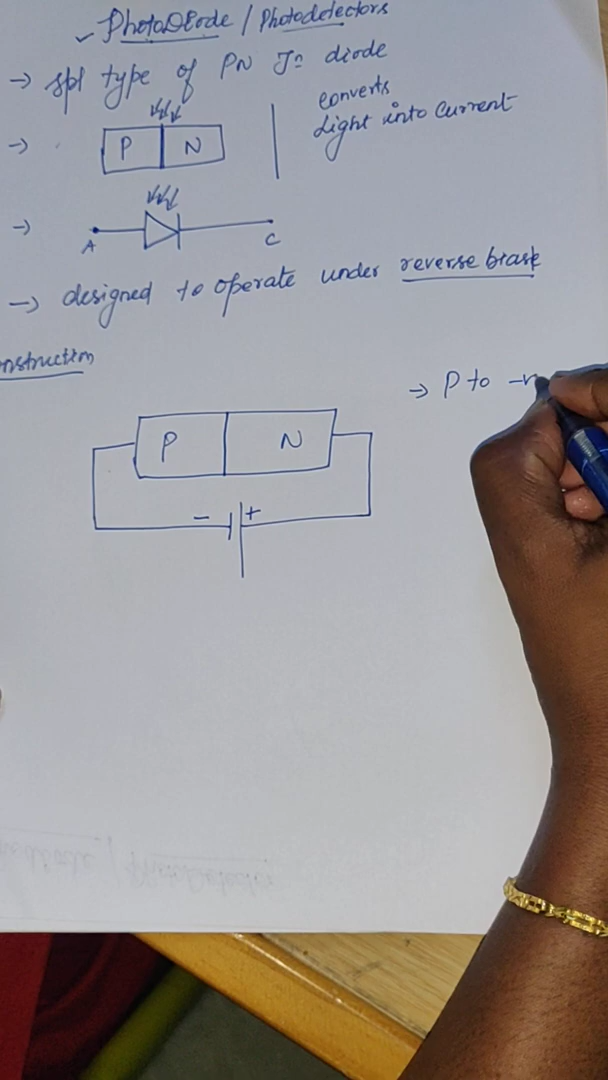 ✓ PhotoDiode / Photodetectors
→ spl type of PN Jn diode
→ P N
converts
Light into Current
→ A C
→ designed to operate under reverse biask
nstruction
P N
- +
→ P to -